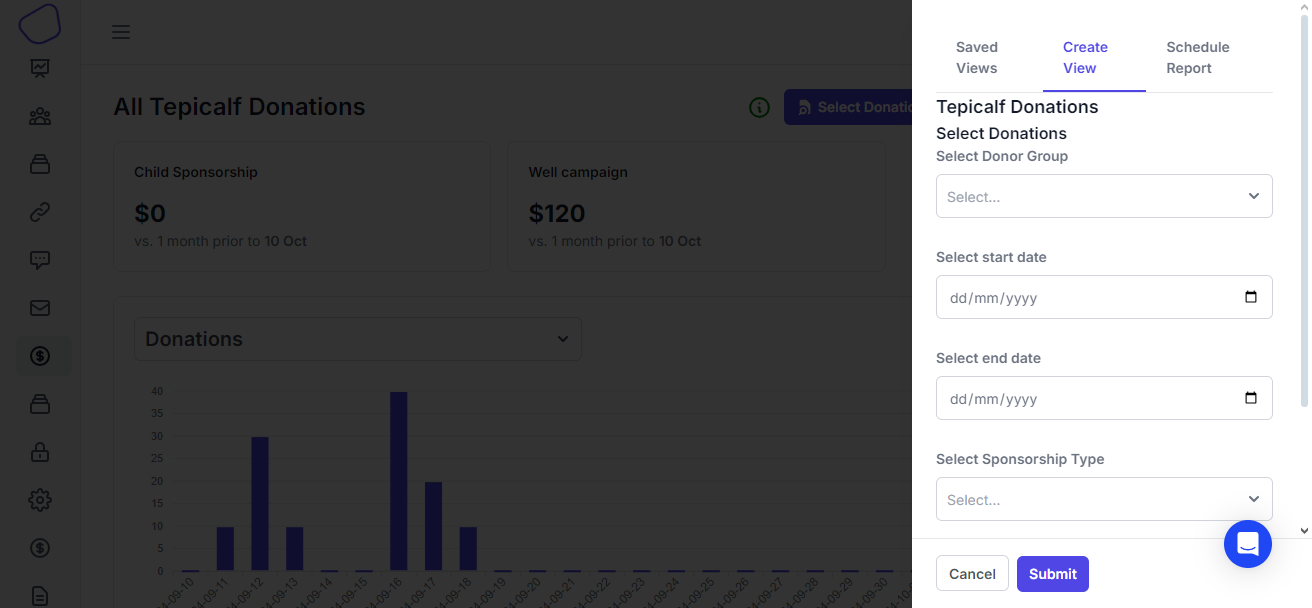 All Tepicalf Donations
Select Donatio
Child Sponsorship
$0
vs. 1 month prior to 10 Oct
Well campaign
$120
vs. 1 month prior to 10 Oct
Donations
40
35
30
25
20
15
10
5
0
4-09-10
4-09-11
4-09-12
4-09-13
4-09-14
4-09-15
4-09-16
4-09-17
4-09-18
4-09-19
4-09-20
4-09-21
4-09-22
4-09-23
4-09-24
4-09-25
4-09-26
4-09-27
4-09-28
4-09-29
4-09-30
Saved
Views
Create
View
Schedule
Report
Tepicalf Donations
Select Donations
Select Donor Group
Select...
Select start date
dd/mm/yyyy
Select end date
dd/mm/yyyy
Select Sponsorship Type
Select...
Cancel
Submit